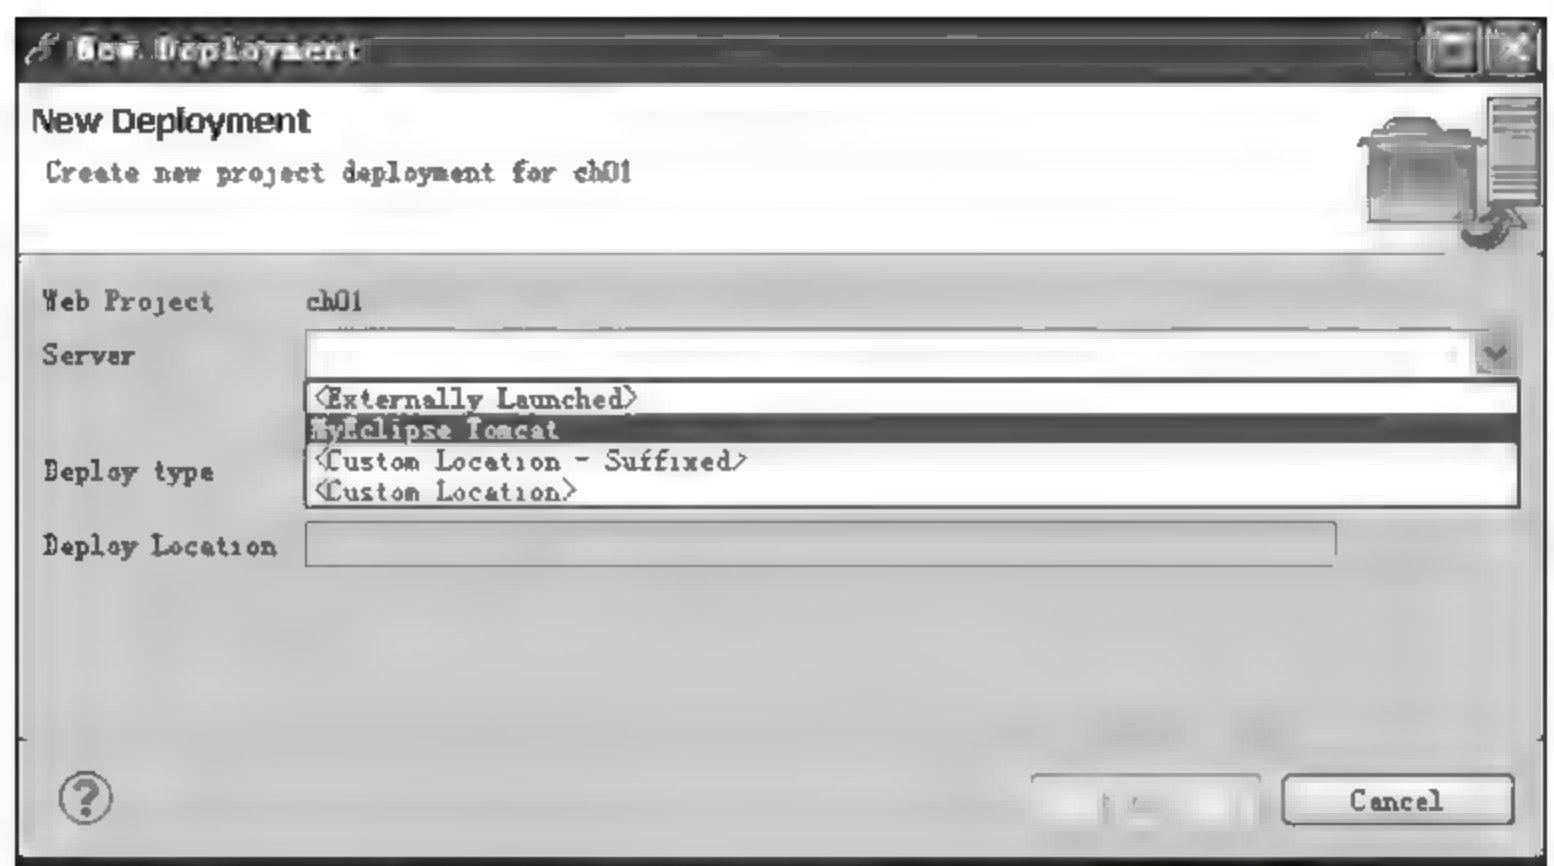 New Deployment
New Deployment
Create new project deployment for ch01
Web Project ch01
Server
<Externally Launched>
MyEclipse Tomcat
<Custom Location - Suffixed>
Deploy type
<Custom Location>
Deploy Location
?
Cancel